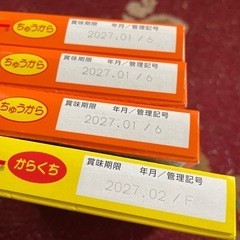 ちゅうから
賞味期限 年月/管理記号
2027.01/6
ちゅうから
賞味期限 年月/管理記号
2027.01/6
ちゅうから
賞味期限 年月/管理記号
2027.01/6
からくち
賞味期限 年月/管理記号
2027.02/F